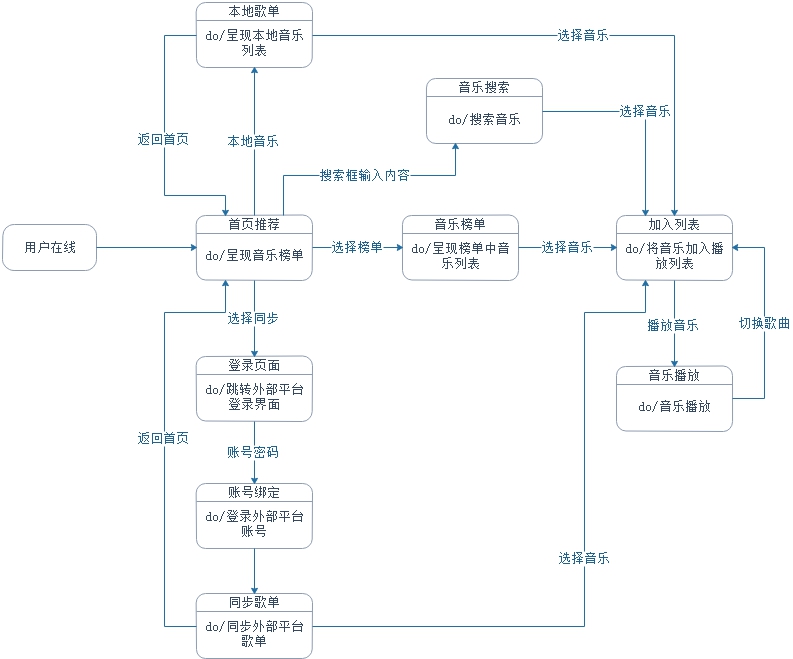 本地歌单
do/呈现本地音乐
列表
选择音乐
音乐搜索
do/搜索音乐
选择音乐
返回首页
本地音乐
搜索框输入内容
用户在线
首页推荐
do/呈现音乐榜单
选择榜单
音乐榜单
do/呈现榜单中音
乐列表
选择音乐
加入列表
do/将音乐加入播
放列表
选择同步
播放音乐
切换歌曲
登录页面
do/跳转外部平台
登录界面
音乐播放
do/音乐播放
返回首页
账号密码
账号绑定
do/登录外部平台
账号
选择音乐
同步歌单
do/同步外部平台
歌单